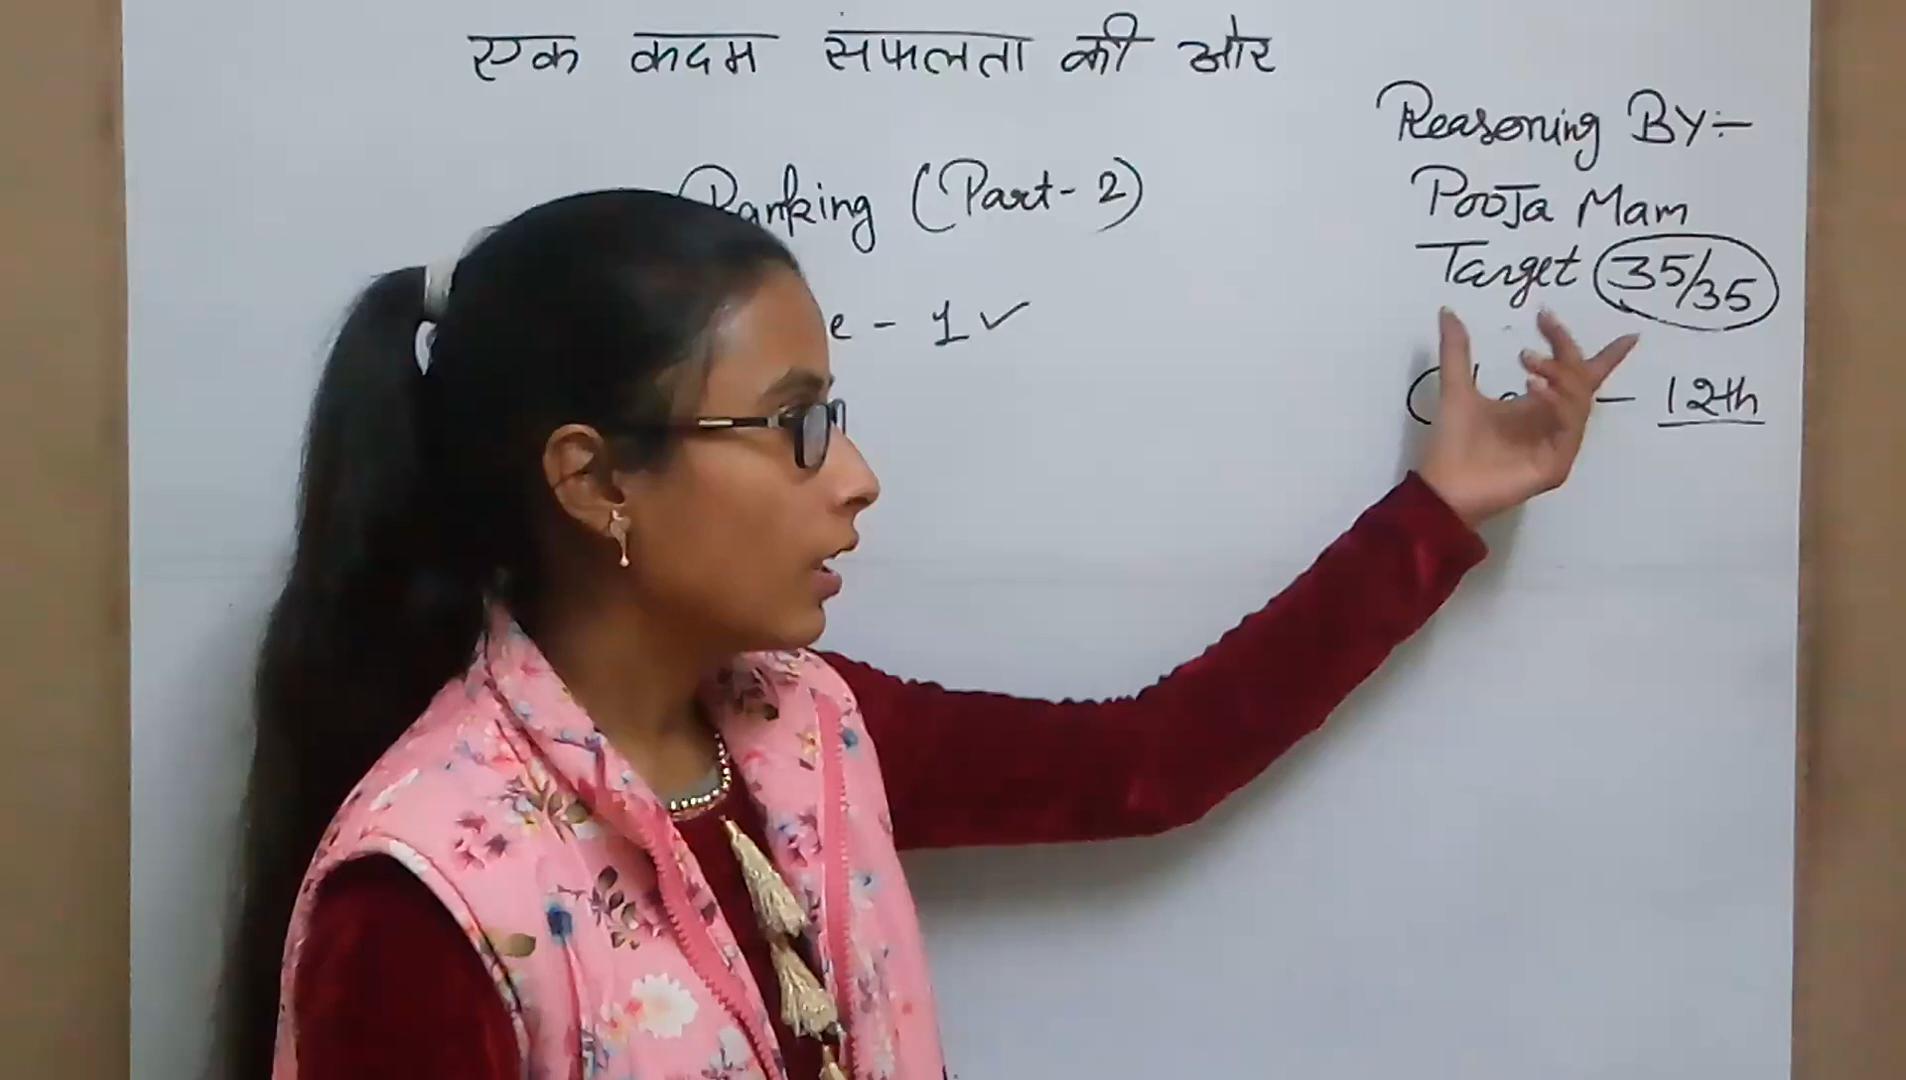 एक कदम सफलता की ओर
Reasoning BY:-
Ranking (Part-2)
PooJa Mam
Target 35/35
e - 1 ✓
- 12th